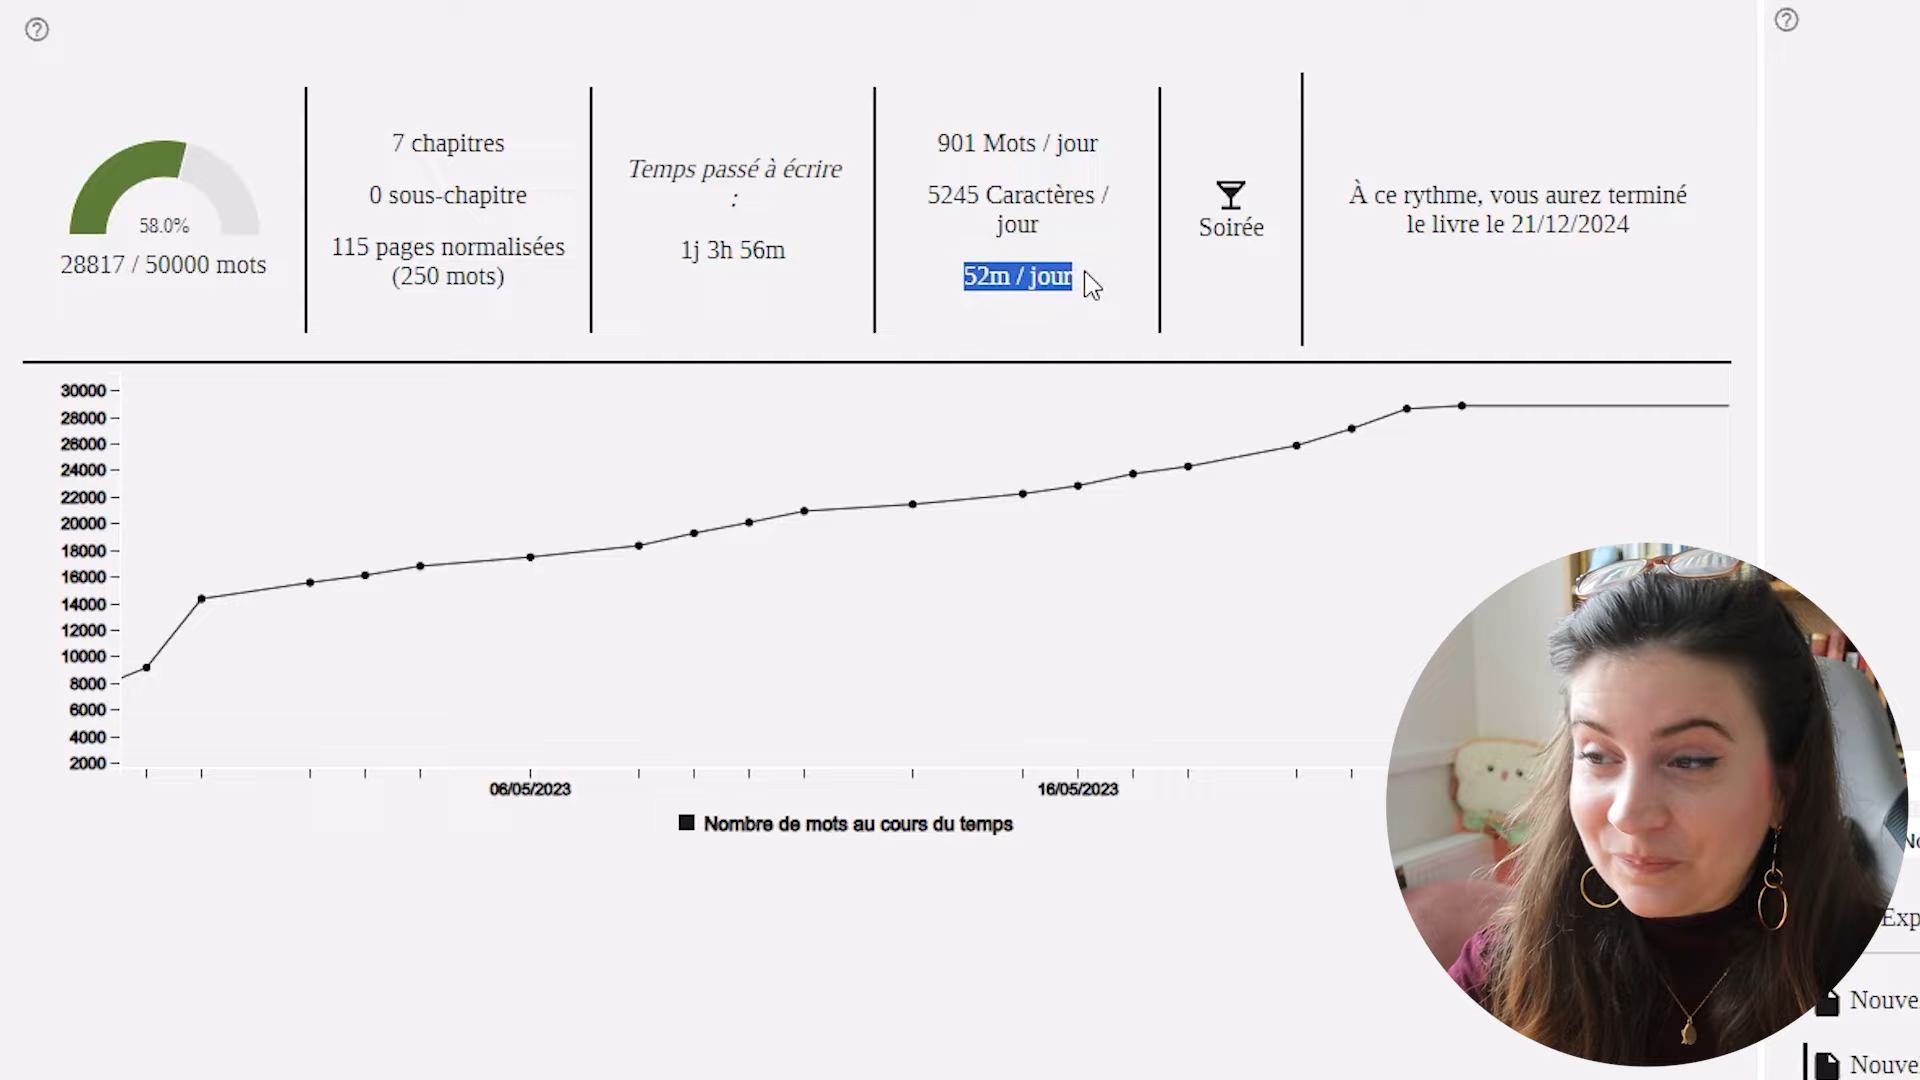 58.0%
28817 / 50000 mots
7 chapitres
0 sous-chapitre
115 pages normalisées
(250 mots)
Temps passé à écrire
:
1j 3h 56m
901 Mots / jour
5245 Caractères /
jour
52m / jour
Soirée
À ce rythme, vous aurez terminé
le livre le 21/12/2024
30000
28000
26000
24000
22000
20000
18000
16000
14000
12000
10000
8000
6000
4000
2000
06/05/2023
16/05/2023
Nombre de mots au cours du temps
No
Exp
Nouve
Nouve